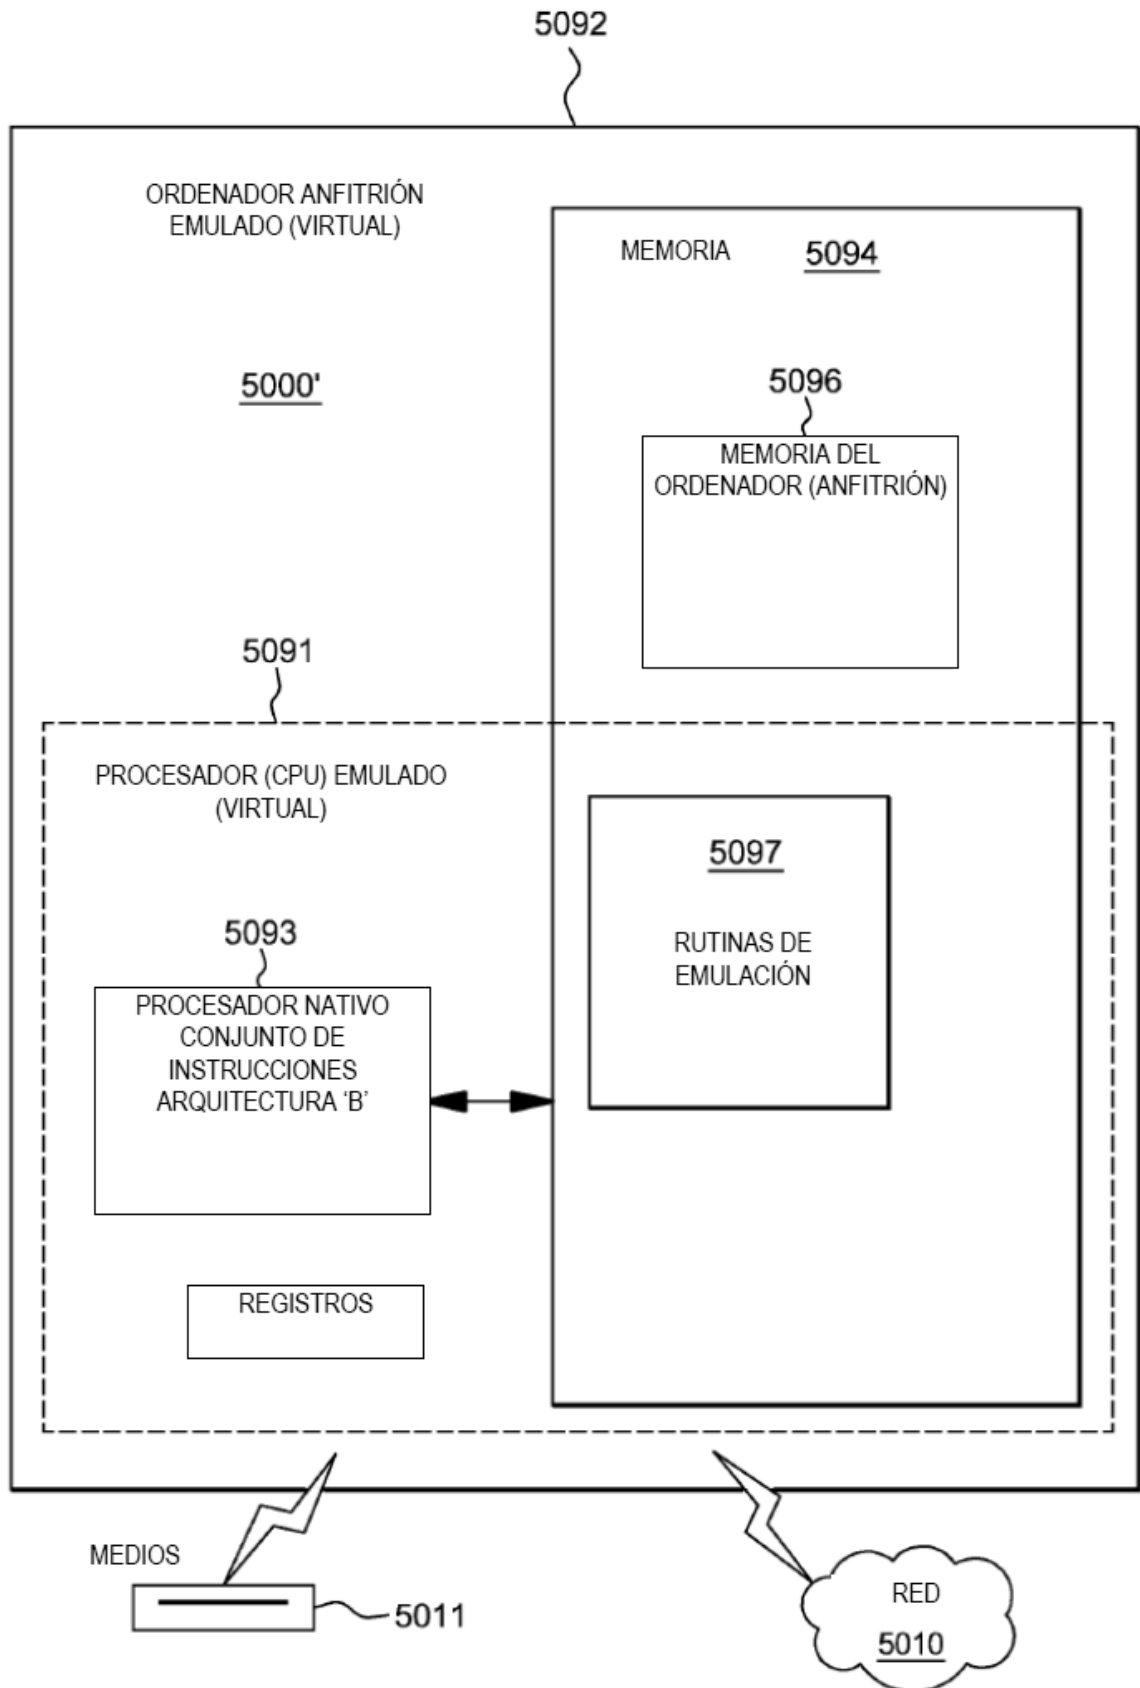 5092
ORDENADOR ANFITRIÓN
EMULADO (VIRTUAL)
5000'
MEMORIA
5094
5096
MEMORIA DEL
ORDENADOR (ANFITRIÓN)
5091
PROCESADOR (CPU) EMULADO
(VIRTUAL)
5093
PROCESADOR NATIVO
CONJUNTO DE
INSTRUCCIONES
ARQUITECTURA ‘B’
5097
RUTINAS DE
EMULACIÓN
REGISTROS
MEDIOS
5011
RED
5010